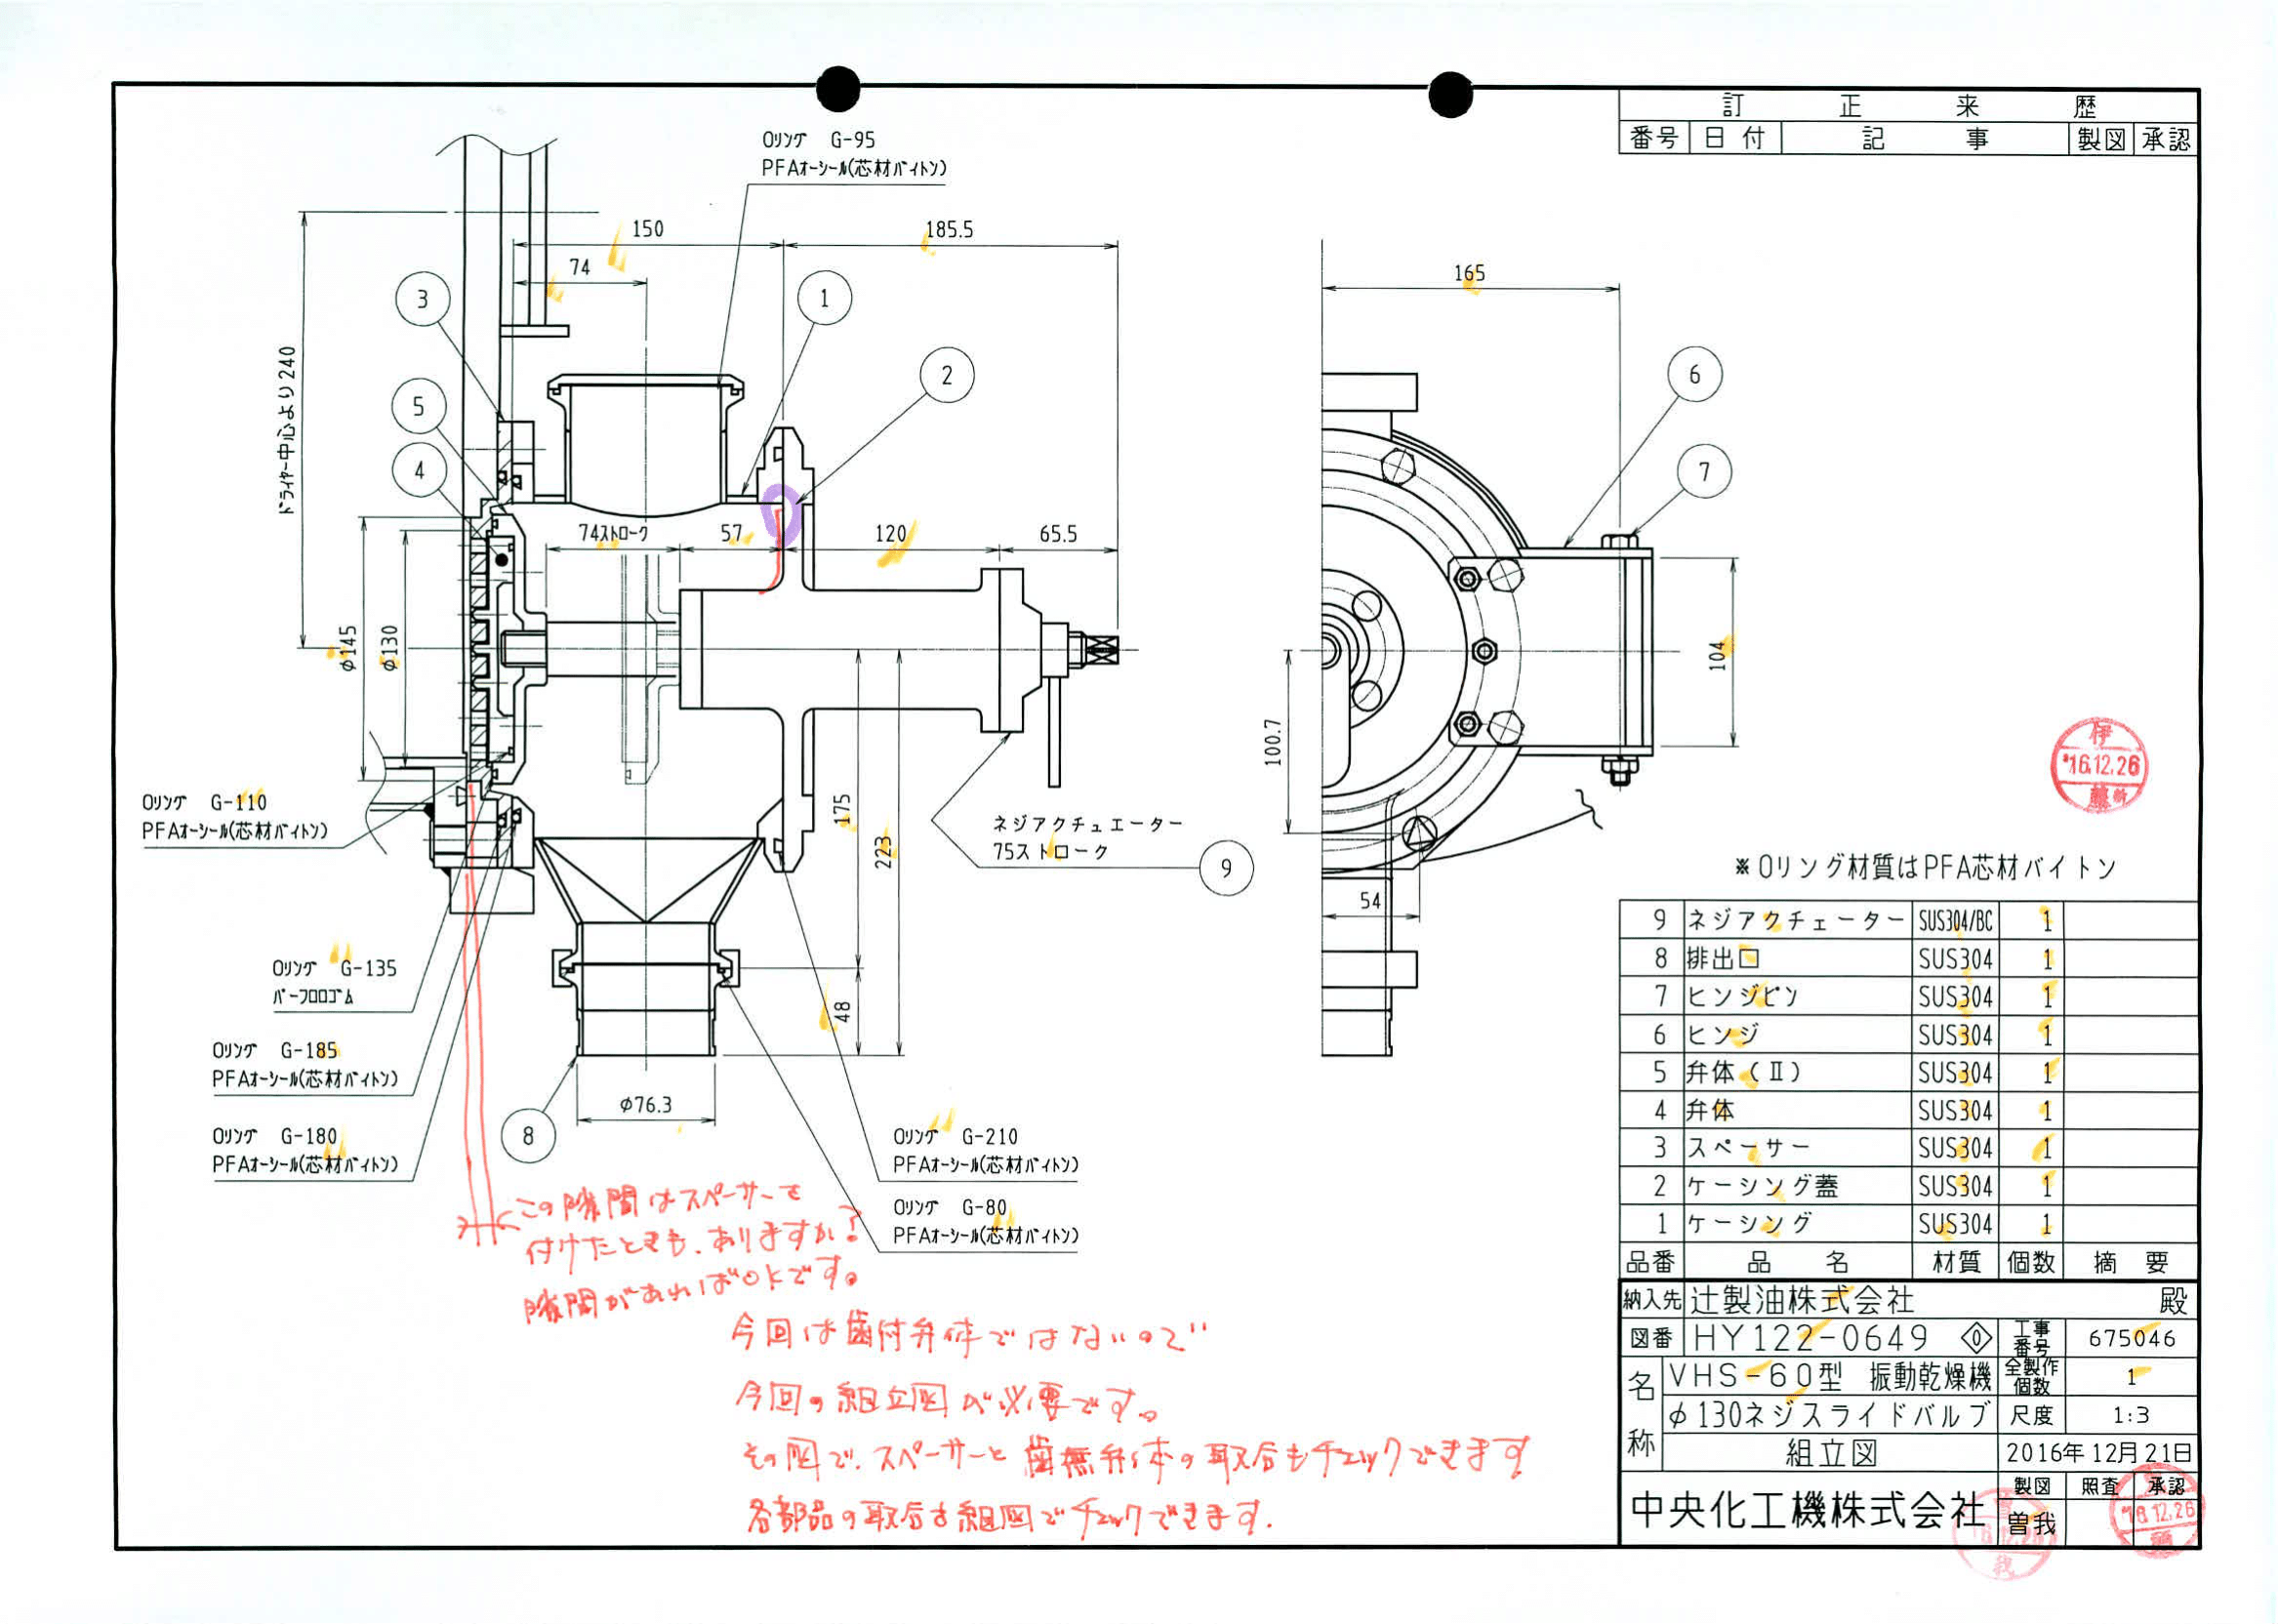 訂正来歴
番号 日付 記事 製図 承認
Oリング G-95
PFAオーシール(芯材バイトン)
150
185.5
74
165
3
1
2
5
4
6
7
ドライヤー中心より240
74ストローク
57
120
65.5
φ145
φ130
104
100.7
Oリング G-110
PFAオーシール(芯材バイトン)
175
223
ネジアクチュエーター
75ストローク
9
54
Oリング G-135
パーフロロゴム
48
Oリング G-185
PFAオーシール(芯材バイトン)
φ76.3
8
Oリング G-180
PFAオーシール(芯材バイトン)
Oリング G-210
PFAオーシール(芯材バイトン)
Oリング G-80
PFAオーシール(芯材バイトン)
この隙間はスペーサーを
付けたときも、ありますか?
隙間があればOKです。
今回は歯付弁体ではないので
今回の組立図が必要です。
その図で、スペーサーと歯無弁体の取合もチェックできます
各部品の取合も組図でチェックできます.
伊
'16.12.26
藤
※Oリング材質はPFA芯材バイトン
9 ネジアクチェーター SUS304/BC 1
8 排出口 SUS304 1
7 ヒンジピン SUS304 1
6 ヒンジ SUS304 1
5 弁体(Ⅱ) SUS304 1
4 弁体 SUS304 1
3 スペーサー SUS304 1
2 ケーシング蓋 SUS304 1
1 ケーシング SUS304 1
品番 品名 材質 個数 摘要
納入先 辻製油株式会社 殿
図番 HY122-0649 0 工事番号 675046
名称 VHS-60型 振動乾燥機 全製作個数 1
φ130ネジスライドバルブ 尺度 1:3
組立図 2016年12月21日
中央化工機株式会社 製図 照査 承認
曽我
'16.12.26